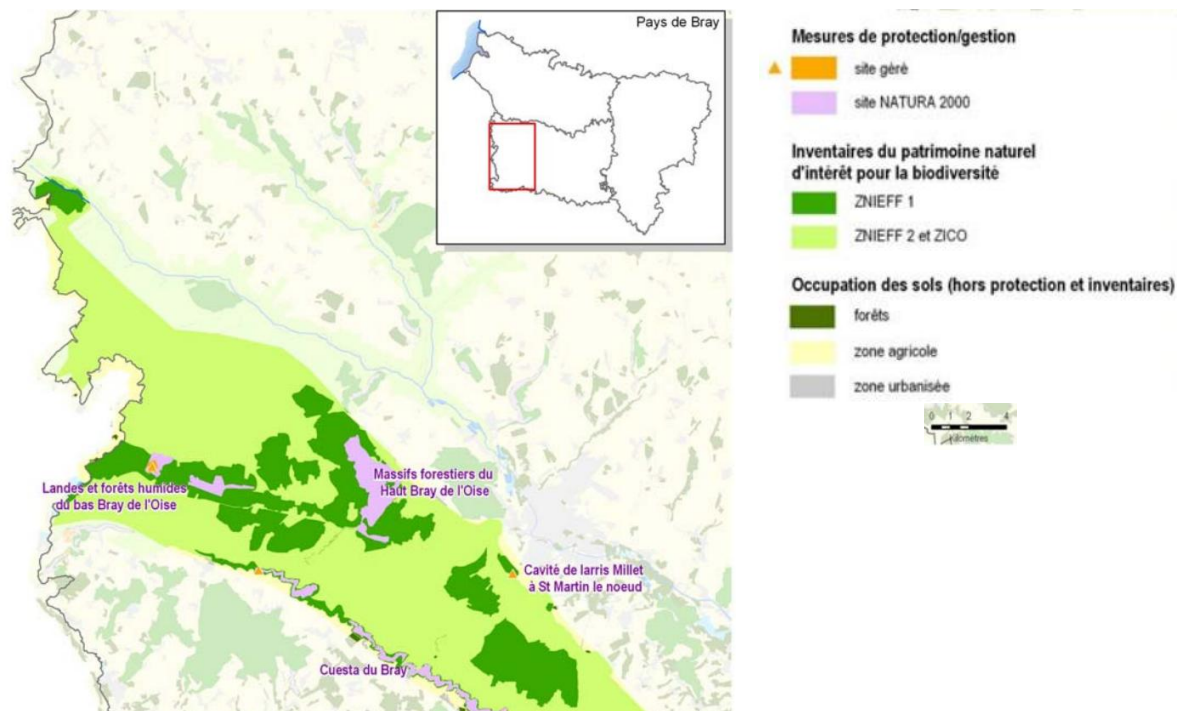 Pays de Bray
Landes et forêts humides
du bas Bray de l'Oise
Massifs forestiers du
Haut Bray de l'Oise
Cavité de larris Millet
à St Martin le noeud
Cuesta du Bray
Mesures de protection/gestion
site géré
site NATURA 2000
Inventaires du patrimoine naturel
d'intérêt pour la biodiversité
ZNIEFF 1
ZNIEFF 2 et ZICO
Occupation des sols (hors protection et inventaires)
forêts
zone agricole
zone urbanisée
0 1 2 4
kilomètres